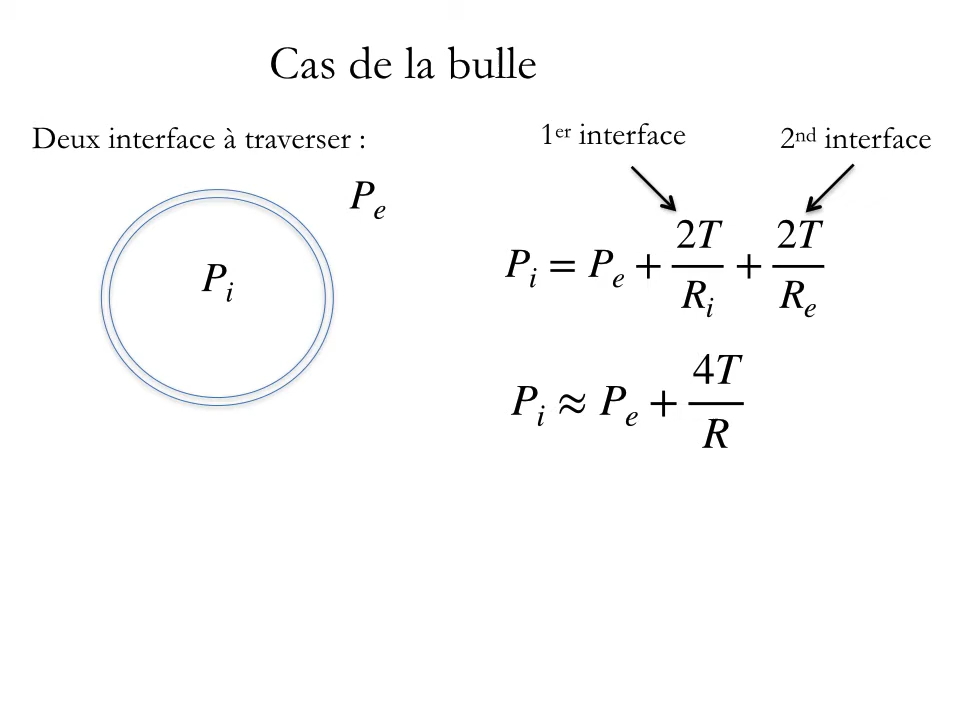 Cas de la bulle
Deux interface à traverser :
1er interface
2nd interface
Pe
Pi
Pi = Pe + 2T/Ri + 2T/Re
Pi ≈ Pe + 4T/R